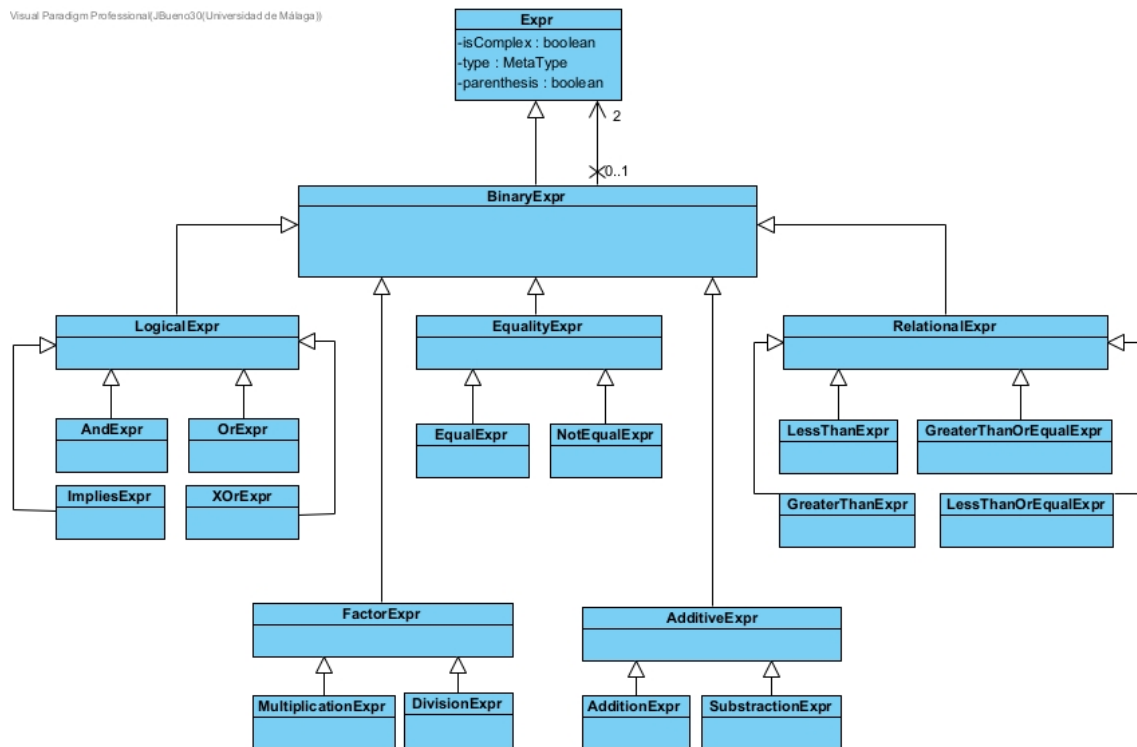 Visual Paradigm Professional(JBueno30(Universidad de Málaga))
Expr
-isComplex : boolean
-type : MetaType
-parenthesis : boolean
2
0..1
BinaryExpr
LogicalExpr
EqualityExpr
RelationalExpr
AndExpr
OrExpr
EqualExpr
NotEqualExpr
LessThanExpr
GreaterThanOrEqualExpr
ImpliesExpr
XOrExpr
GreaterThanExpr
LessThanOrEqualExpr
FactorExpr
AdditiveExpr
MultiplicationExpr
DivisionExpr
AdditionExpr
SubstractionExpr